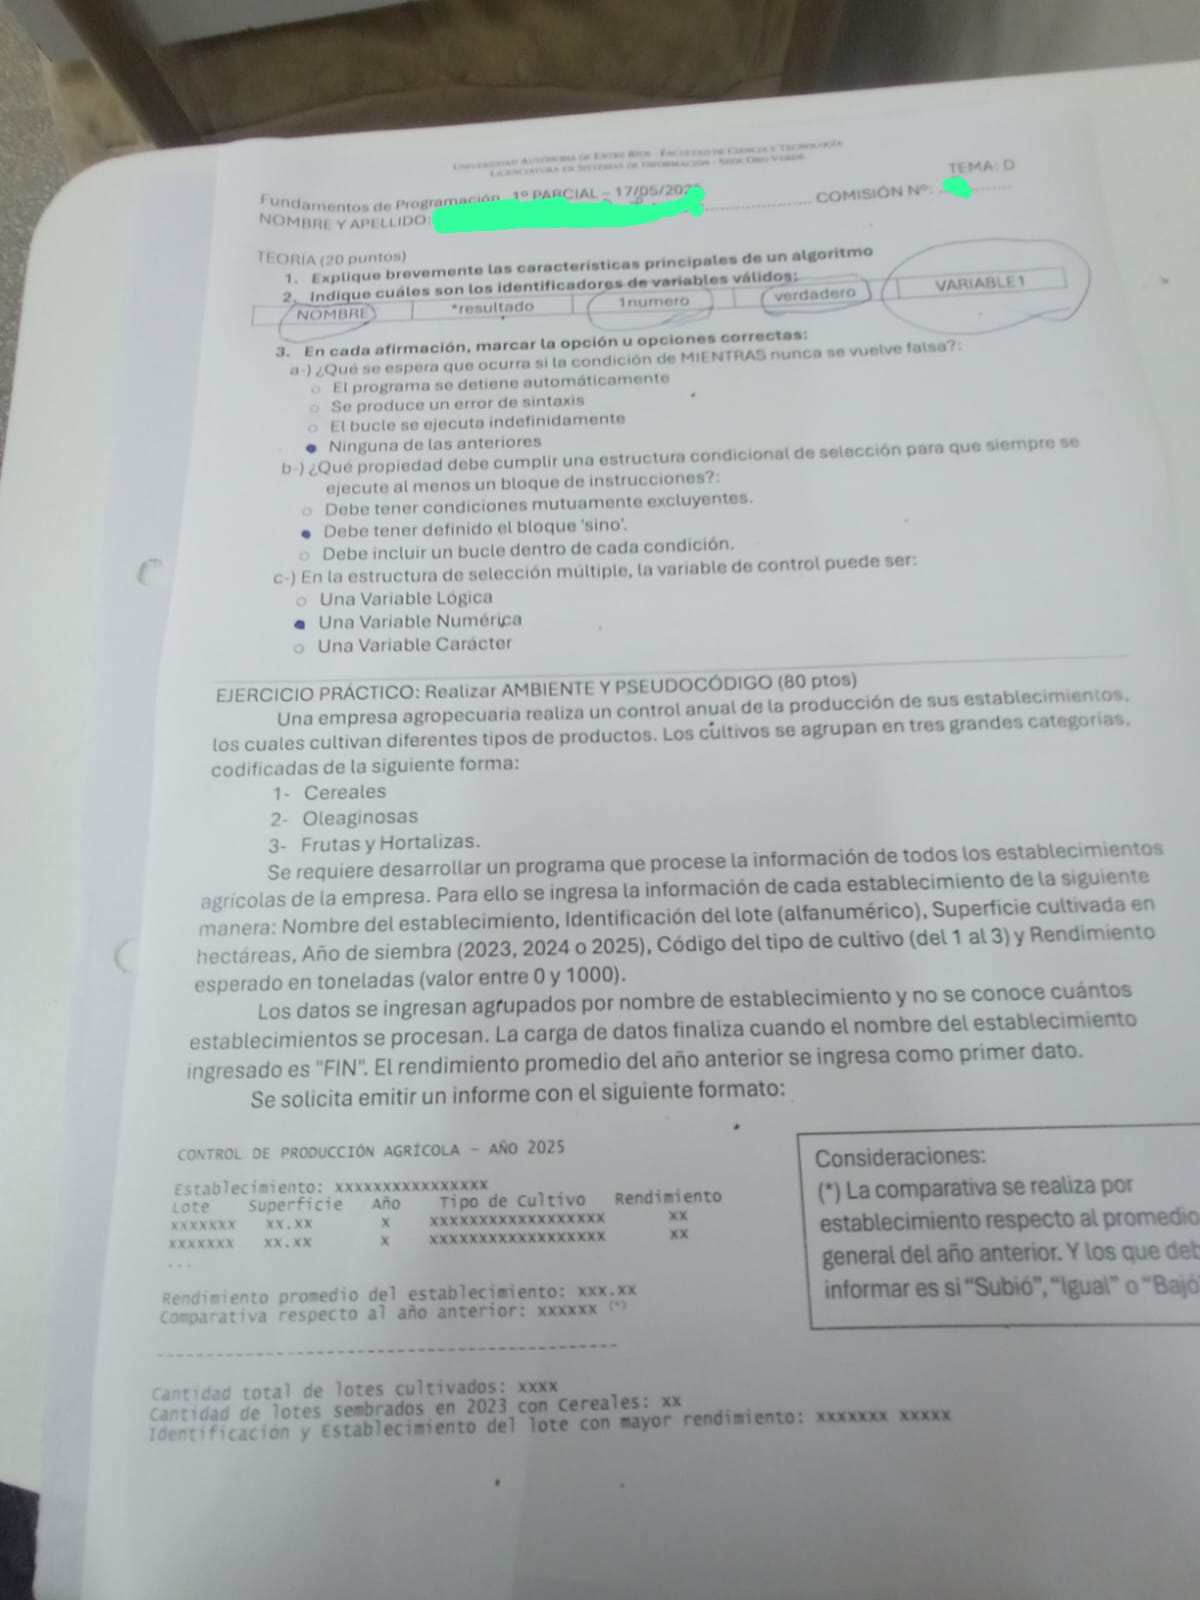 UNIVERSIDAD AUTÓNOMA DE ENTRE RÍOS - FACULTAD DE CIENCIA Y TECNOLOGÍA
LICENCIATURA EN SISTEMAS DE INFORMACIÓN - SEDE ORO VERDE
TEMA: D
Fundamentos de Programación 1º PARCIAL – 17/05/2025
NOMBRE Y APELLIDO: COMISIÓN Nº:
TEORÍA (20 puntos)
1. Explique brevemente las características principales de un algoritmo
2. Indique cuáles son los identificadores de variables válidos:
NOMBRE *resultado 1numero verdadero VARIABLE1
3. En cada afirmación, marcar la opción u opciones correctas:
a-) ¿Qué se espera que ocurra si la condición de MIENTRAS nunca se vuelve falsa?:
○ El programa se detiene automáticamente
○ Se produce un error de sintaxis
○ El bucle se ejecuta indefinidamente
● Ninguna de las anteriores
b-) ¿Qué propiedad debe cumplir una estructura condicional de selección para que siempre se
ejecute al menos un bloque de instrucciones?:
○ Debe tener condiciones mutuamente excluyentes.
● Debe tener definido el bloque 'sino'.
○ Debe incluir un bucle dentro de cada condición.
c-) En la estructura de selección múltiple, la variable de control puede ser:
○ Una Variable Lógica
● Una Variable Numérica
○ Una Variable Carácter
EJERCICIO PRÁCTICO: Realizar AMBIENTE Y PSEUDOCÓDIGO (80 ptos)
Una empresa agropecuaria realiza un control anual de la producción de sus establecimientos,
los cuales cultivan diferentes tipos de productos. Los cultivos se agrupan en tres grandes categorías,
codificadas de la siguiente forma:
1- Cereales
2- Oleaginosas
3- Frutas y Hortalizas.
Se requiere desarrollar un programa que procese la información de todos los establecimientos
agrícolas de la empresa. Para ello se ingresa la información de cada establecimiento de la siguiente
manera: Nombre del establecimiento, Identificación del lote (alfanumérico), Superficie cultivada en
hectáreas, Año de siembra (2023, 2024 o 2025), Código del tipo de cultivo (del 1 al 3) y Rendimiento
esperado en toneladas (valor entre 0 y 1000).
Los datos se ingresan agrupados por nombre de establecimiento y no se conoce cuántos
establecimientos se procesan. La carga de datos finaliza cuando el nombre del establecimiento
ingresado es "FIN". El rendimiento promedio del año anterior se ingresa como primer dato.
Se solicita emitir un informe con el siguiente formato:
CONTROL DE PRODUCCIÓN AGRÍCOLA – AÑO 2025
Establecimiento: xxxxxxxxxxxxxxxx
Lote Superficie Año Tipo de Cultivo Rendimiento
xxxxxxx xx.xx x xxxxxxxxxxxxxxxxxx xx
xxxxxxx xx.xx x xxxxxxxxxxxxxxxxxx xx
...
Rendimiento promedio del establecimiento: xxx.xx
Comparativa respecto al año anterior: xxxxxx (*)
-----------------------------------------------
Cantidad total de lotes cultivados: xxxx
Cantidad de lotes sembrados en 2023 con Cereales: xx
Identificación y Establecimiento del lote con mayor rendimiento: xxxxxxx xxxxx
Consideraciones:
(*) La comparativa se realiza por
establecimiento respecto al promedio
general del año anterior. Y los que deb
informar es si "Subió", "Igual" o "Bajó